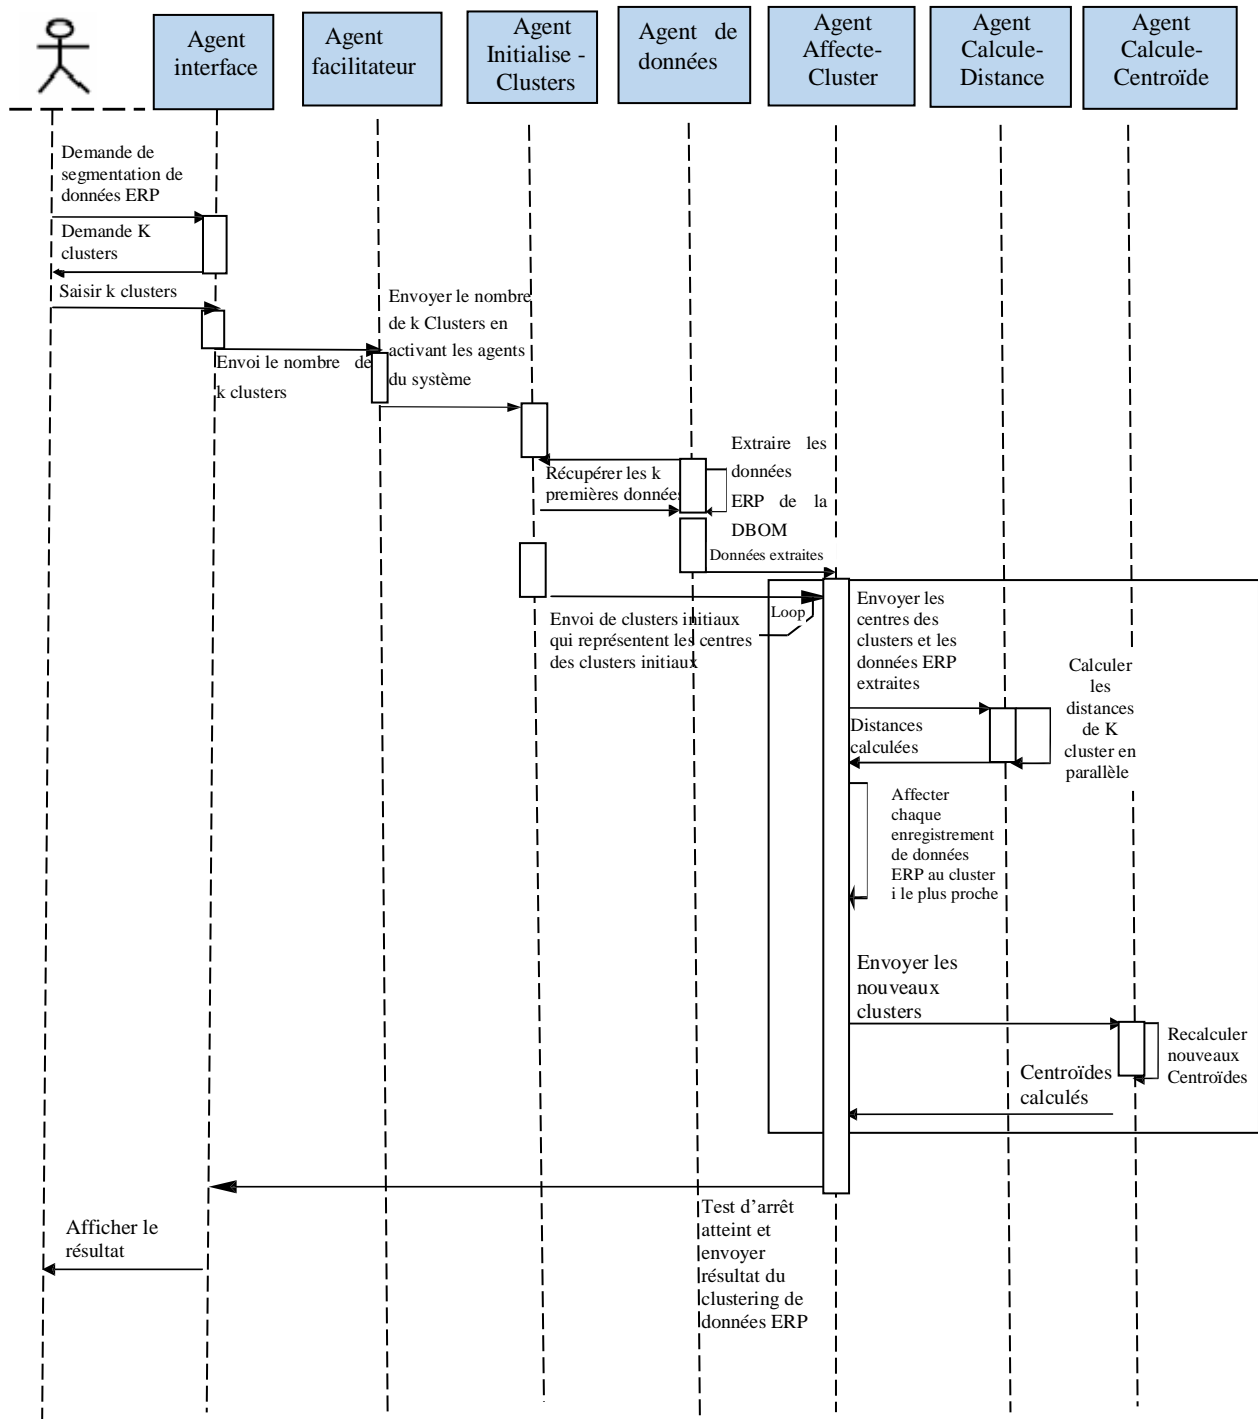 Agent
interface
Agent
facilitateur
Agent
Initialise -
Clusters
Agent de
données
Agent
Affecte-
Cluster
Agent
Calcule-
Distance
Agent
Calcule-
Centroïde
Demande de
segmentation de
données ERP
Demande K
clusters
Saisir k clusters
Envoi le nombre de
k clusters
Envoyer le nombre
de k Clusters en
activant les agents
du système
Récupérer les k
premières données
Extraire les
données
ERP de la
DBOM
Données extraites
Envoi de clusters initiaux
qui représentent les centres
des clusters initiaux
Loop
Envoyer les
centres des
clusters et les
données ERP
extraites
Calculer
les
distances
de K
cluster en
parallèle
Distances
calculées
Affecter
chaque
enregistrement
de données
ERP au cluster
i le plus proche
Envoyer les
nouveaux
clusters
Recalculer
nouveaux
Centroïdes
Centroïdes
calculés
Test d'arrêt
atteint et
envoyer
résultat du
clustering de
données ERP
Afficher le
résultat